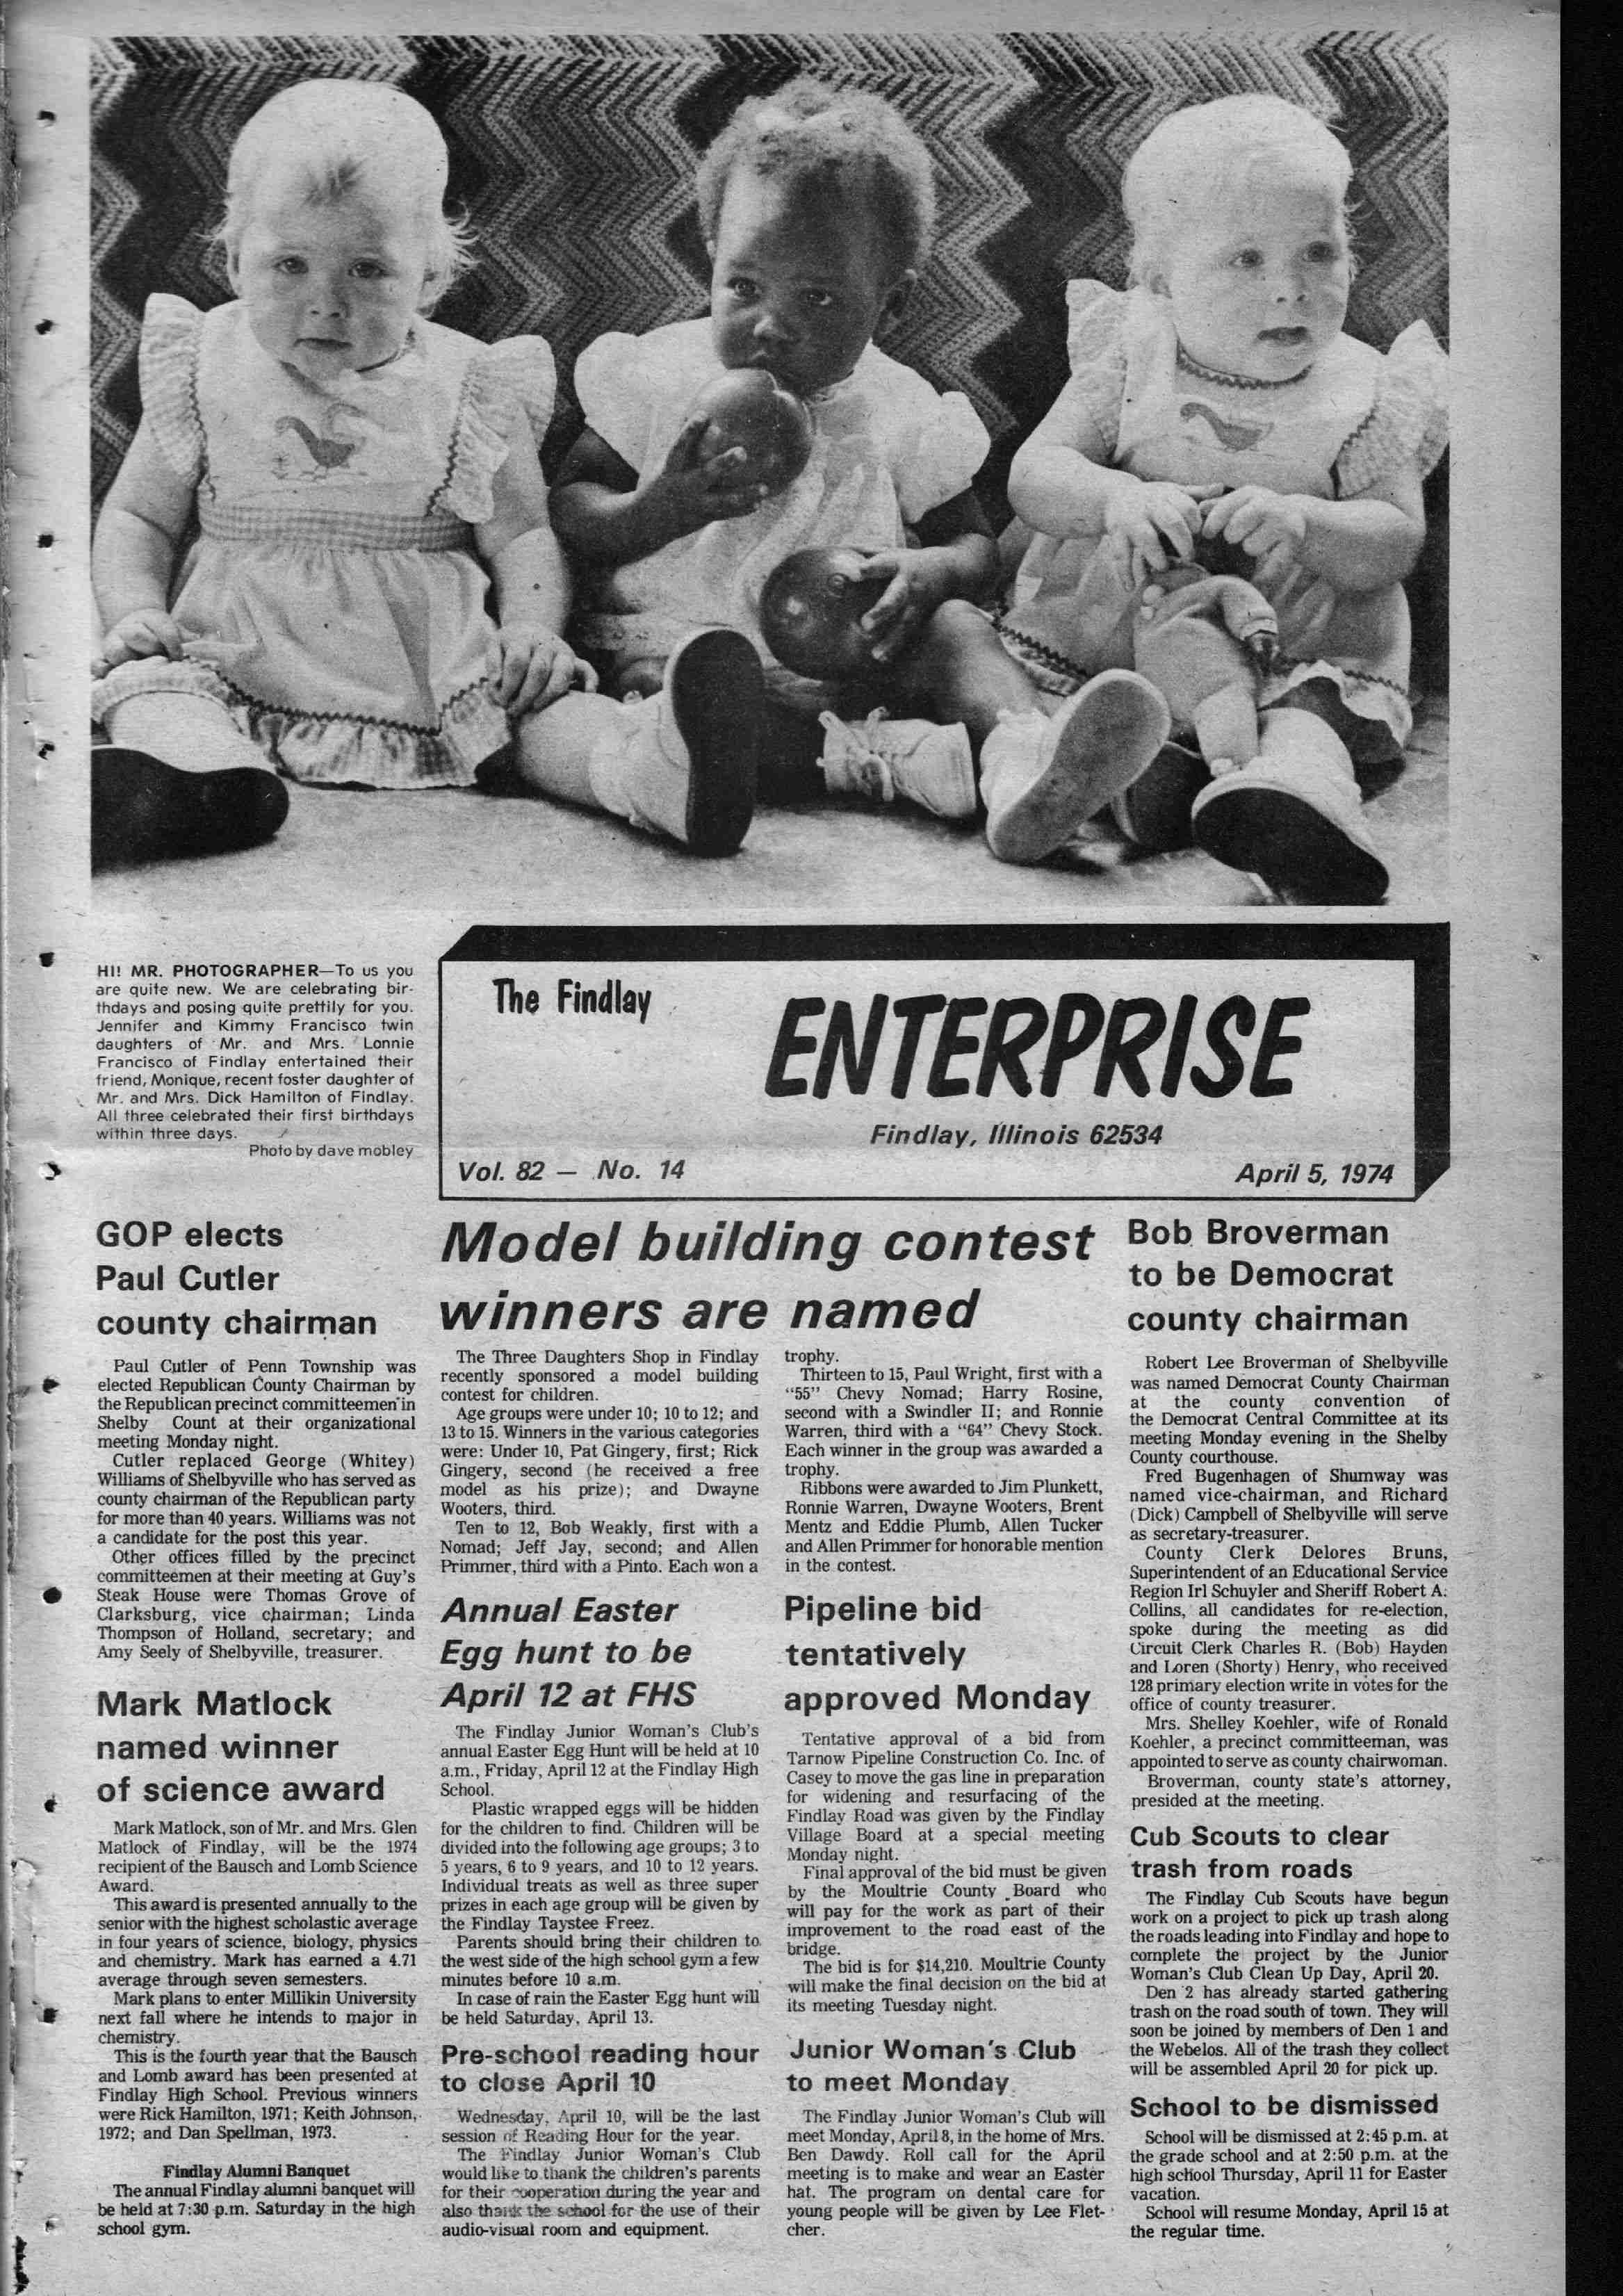 HI! MR. PHOTOGRAPHER—To us you
are quite new. We are celebrating bir-
thdays and posing quite prettily for you.
Jennifer and Kimmy Francisco twin
daughters of Mr. and Mrs. Lonnie
Francisco of Findlay entertained their
friend, Monique, recent foster daughter of
Mr. and Mrs. Dick Hamilton of Findlay.
All three celebrated their first birthdays
within three days.
Photo by dave mobley
The Findlay
ENTERPRISE
Findlay, Illinois 62534
Vol. 82 — No. 14
April 5, 1974
GOP elects
Paul Cutler
county chairman
Paul Cutler of Penn Township was
elected Republican County Chairman by
the Republican precinct committeemen in
Shelby Count at their organizational
meeting Monday night.
Cutler replaced George (Whitey)
Williams of Shelbyville who has served as
county chairman of the Republican party
for more than 40 years. Williams was not
a candidate for the post this year.
Other offices filled by the precinct
committeemen at their meeting at Guy's
Steak House were Thomas Grove of
Clarksburg, vice chairman; Linda
Thompson of Holland, secretary; and
Amy Seely of Shelbyville, treasurer.
Mark Matlock
named winner
of science award
Mark Matlock, son of Mr. and Mrs. Glen
Matlock of Findlay, will be the 1974
recipient of the Bausch and Lomb Science
Award.
This award is presented annually to the
senior with the highest scholastic average
in four years of science, biology, physics
and chemistry. Mark has earned a 4.71
average through seven semesters.
Mark plans to enter Millikin University
next fall where he intends to major in
chemistry.
This is the fourth year that the Bausch
and Lomb award has been presented at
Findlay High School. Previous winners
were Rick Hamilton, 1971; Keith Johnson,
1972; and Dan Spellman, 1973.
Findlay Alumni Banquet
The annual Findlay alumni banquet will
be held at 7:30 p.m. Saturday in the high
school gym.
Model building contest
winners are named
The Three Daughters Shop in Findlay
recently sponsored a model building
contest for children.
Age groups were under 10; 10 to 12; and
13 to 15. Winners in the various categories
were: Under 10, Pat Gingery, first; Rick
Gingery, second (he received a free
model as his prize); and Dwayne
Wooters, third.
Ten to 12, Bob Weakly, first with a
Nomad; Jeff Jay, second; and Allen
Primmer, third with a Pinto. Each won a
trophy.
Thirteen to 15, Paul Wright, first with a
"55" Chevy Nomad; Harry Rosine,
second with a Swindler II; and Ronnie
Warren, third with a "64" Chevy Stock.
Each winner in the group was awarded a
trophy.
Ribbons were awarded to Jim Plunkett,
Ronnie Warren, Dwayne Wooters, Brent
Mentz and Eddie Plumb, Allen Tucker
and Allen Primmer for honorable mention
in the contest.
Annual Easter
Egg hunt to be
April 12 at FHS
The Findlay Junior Woman's Club's
annual Easter Egg Hunt will be held at 10
a.m., Friday, April 12 at the Findlay High
School.
Plastic wrapped eggs will be hidden
for the children to find. Children will be
divided into the following age groups; 3 to
5 years, 6 to 9 years, and 10 to 12 years.
Individual treats as well as three super
prizes in each age group will be given by
the Findlay Taystee Freez.
Parents should bring their children to
the west side of the high school gym a few
minutes before 10 a.m.
In case of rain the Easter Egg hunt will
be held Saturday, April 13.
Pre-school reading hour
to close April 10
Wednesday, April 10, will be the last
session of Reading Hour for the year.
The Findlay Junior Woman's Club
would like to thank the children's parents
for their cooperation during the year and
also thank the school for the use of their
audio-visual room and equipment.
Pipeline bid
tentatively
approved Monday
Tentative approval of a bid from
Tarnow Pipeline Construction Co. Inc. of
Casey to move the gas line in preparation
for widening and resurfacing of the
Findlay Road was given by the Findlay
Village Board at a special meeting
Monday night.
Final approval of the bid must be given
by the Moultrie County Board who
will pay for the work as part of their
improvement to the road east of the
bridge.
The bid is for $14,210. Moultrie County
will make the final decision on the bid at
its meeting Tuesday night.
Junior Woman's Club
to meet Monday
The Findlay Junior Woman's Club will
meet Monday, April 8, in the home of Mrs.
Ben Dawdy. Roll call for the April
meeting is to make and wear an Easter
hat. The program on dental care for
young people will be given by Lee Flet-
cher.
Bob Broverman
to be Democrat
county chairman
Robert Lee Broverman of Shelbyville
was named Democrat County Chairman
at the county convention of
the Democrat Central Committee at its
meeting Monday evening in the Shelby
County courthouse.
Fred Bugenhagen of Shumway was
named vice-chairman, and Richard
(Dick) Campbell of Shelbyville will serve
as secretary-treasurer.
County Clerk Delores Bruns,
Superintendent of an Educational Service
Region Irl Schuyler and Sheriff Robert A.
Collins, all candidates for re-election,
spoke during the meeting as did
Circuit Clerk Charles R. (Bob) Hayden
and Loren (Shorty) Henry, who received
128 primary election write in votes for the
office of county treasurer.
Mrs. Shelley Koehler, wife of Ronald
Koehler, a precinct committeeman, was
appointed to serve as county chairwoman.
Broverman, county state's attorney,
presided at the meeting.
Cub Scouts to clear
trash from roads
The Findlay Cub Scouts have begun
work on a project to pick up trash along
the roads leading into Findlay and hope to
complete the project by the Junior
Woman's Club Clean Up Day, April 20.
Den 2 has already started gathering
trash on the road south of town. They will
soon be joined by members of Den 1 and
the Webelos. All of the trash they collect
will be assembled April 20 for pick up.
School to be dismissed
School will be dismissed at 2:45 p.m. at
the grade school and at 2:50 p.m. at the
high school Thursday, April 11 for Easter
vacation.
School will resume Monday, April 15 at
the regular time.